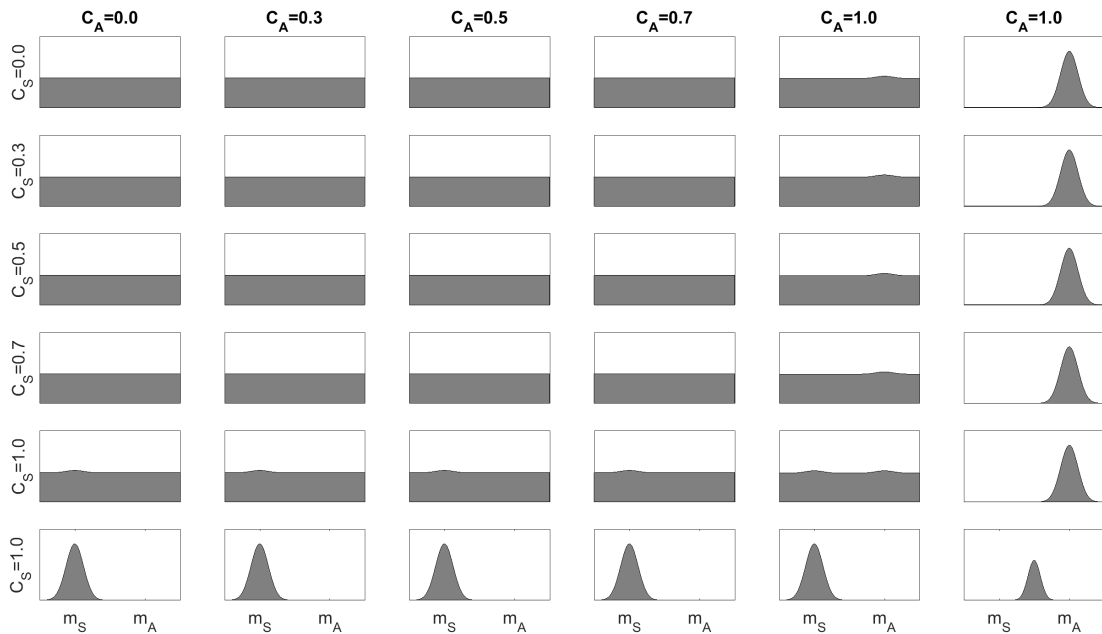 C_A=0.0 C_A=0.3 C_A=0.5 C_A=0.7 C_A=1.0 C_A=1.0
C_S=0.0
C_S=0.3
C_S=0.5
C_S=0.7
C_S=1.0
C_S=1.0
m_S m_A m_S m_A m_S m_A m_S m_A m_S m_A m_S m_A